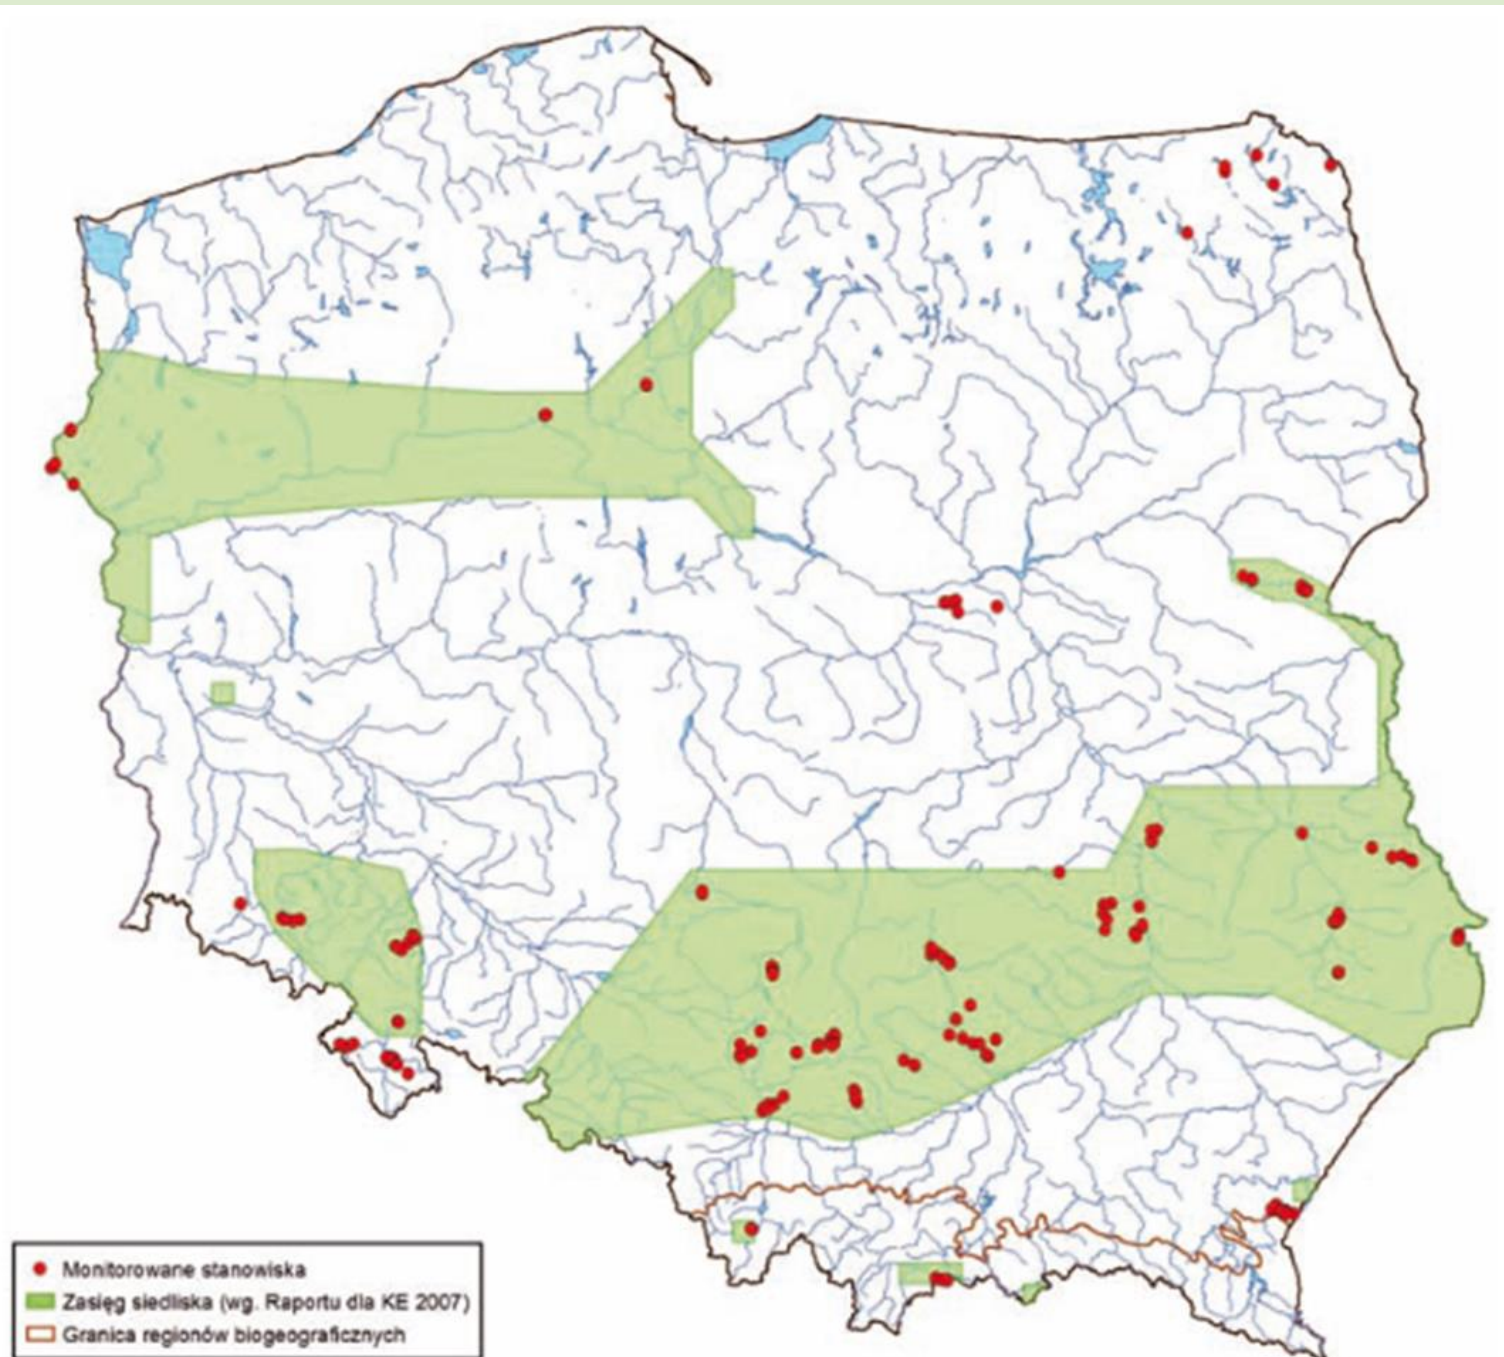 Monitorowane stanowiska
Zasięg siedliska (wg. Raportu dla KE 2007)
Granica regionów biogeograficznych